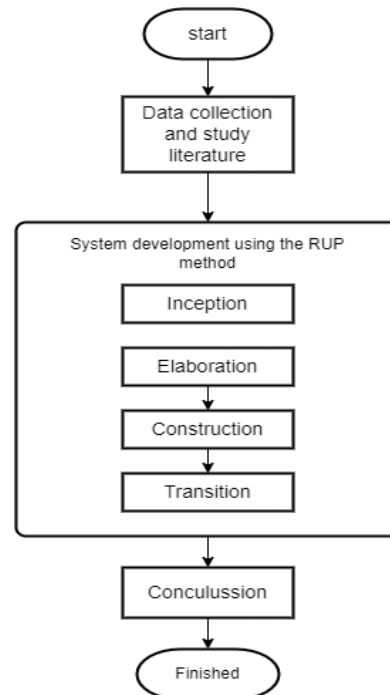 start
Data collection
and study
literature
System development using the RUP
method
Inception
Elaboration
Construction
Transition
Conculussion
Finished